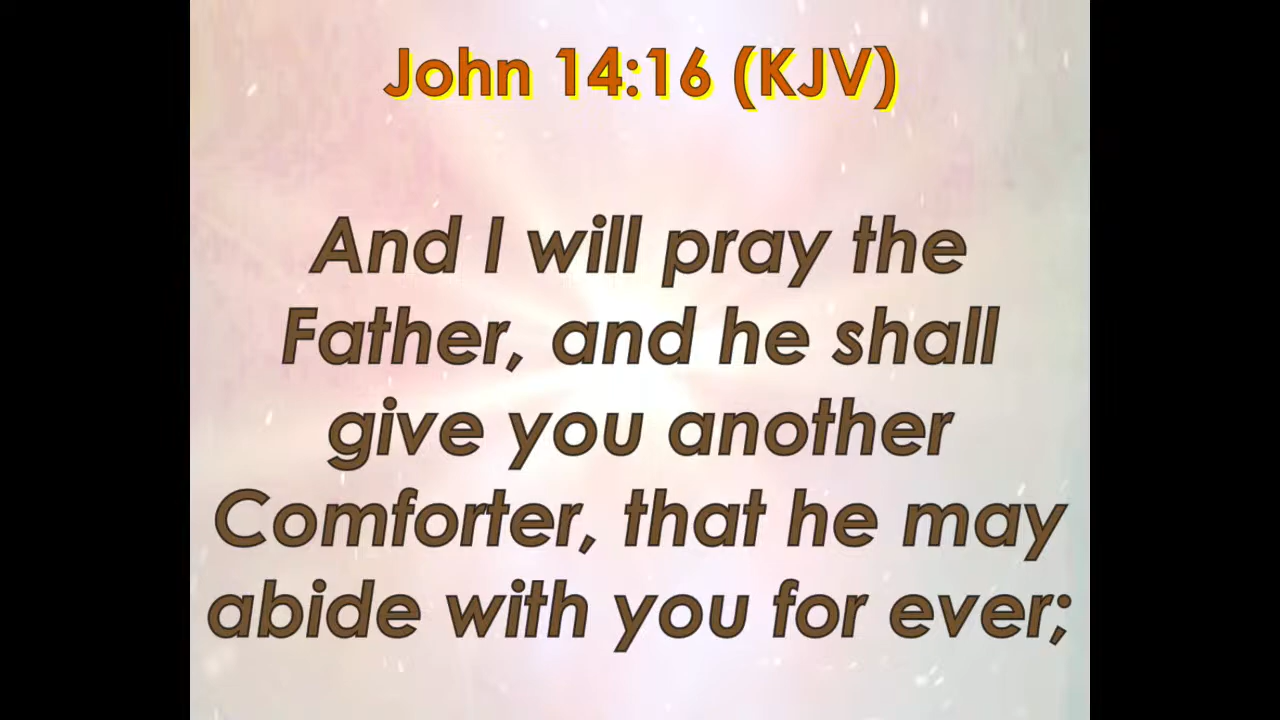 John 14:16 (KJV)
And I will pray the
Father, and he shall
give you another
Comforter, that he may
abide with you for ever;